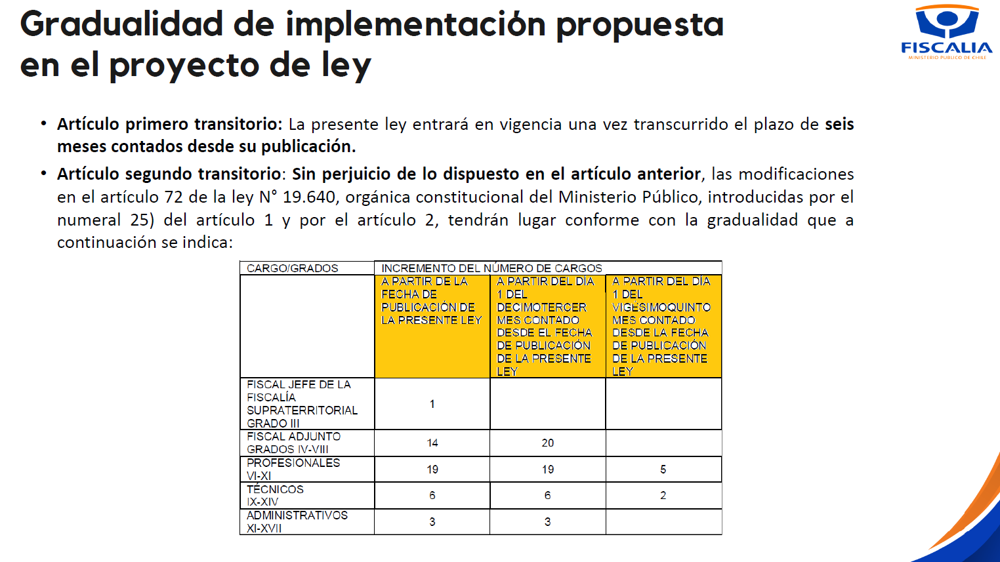 Gradualidad de implementación propuesta
en el proyecto de ley
FISCALIA
MINISTERIO PUBLICO DE CHILE
• Artículo primero transitorio: La presente ley entrará en vigencia una vez transcurrido el plazo de seis
meses contados desde su publicación.
• Artículo segundo transitorio: Sin perjuicio de lo dispuesto en el artículo anterior, las modificaciones
en el artículo 72 de la ley N° 19.640, orgánica constitucional del Ministerio Público, introducidas por el
numeral 25) del artículo 1 y por el artículo 2, tendrán lugar conforme con la gradualidad que a
continuación se indica:
CARGO/GRADOS
INCREMENTO DEL NÚMERO DE CARGOS
A PARTIR DE LA
FECHA DE
PUBLICACIÓN DE
LA PRESENTE LEY
A PARTIR DEL DÍA
1 DEL
DECIMOTERCER
MES CONTADO
DESDE EL FECHA
DE PUBLICACIÓN
DE LA PRESENTE
LEY
A PARTIR DEL DÍA
1 DEL
VIGÉSIMOQUINTO
MES CONTADO
DESDE LA FECHA
DE PUBLICACIÓN
DE LA PRESENTE
LEY
FISCAL JEFE DE LA
FISCALÍA
SUPRATERRITORIAL
GRADO III
1
FISCAL ADJUNTO
GRADOS IV-VIII
14
20
PROFESIONALES
VI-XI
19
19
5
TÉCNICOS
IX-XIV
6
6
2
ADMINISTRATIVOS
XI-XVII
3
3